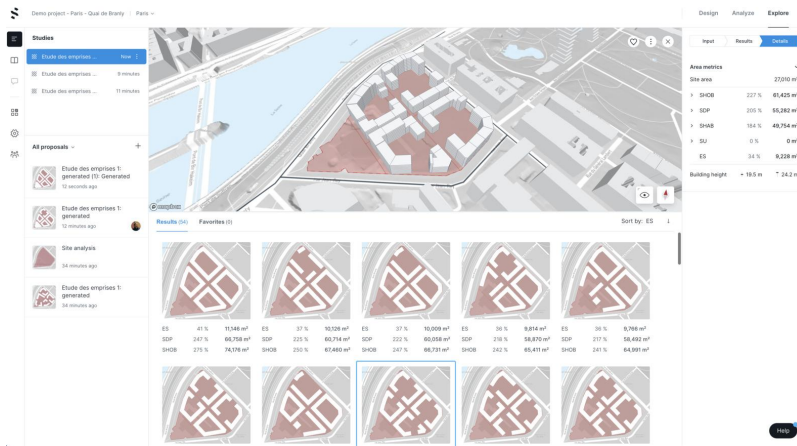 Demo project - Paris - Quai de Branly
Paris
Design
Analyze
Explore
Studies
Etude des emprises ...
Now
Etude des emprises ...
9 minutes
Etude des emprises ...
11 minutes
All proposals
+
Etude des emprises 1:
generated (1): Generated
12 seconds ago
Etude des emprises 1:
generated
12 minutes ago
Site analysis
34 minutes ago
Etude des emprises 1:
generated
34 minutes ago
mapbox
Results (54)
Favorites (0)
Sort by: ES ↓
ES 41 % 11,146 m²
SDP 247 % 66,758 m²
SHOB 275 % 74,176 m²
ES 37 % 10,126 m²
SDP 225 % 60,714 m²
SHOB 250 % 67,460 m²
ES 37 % 10,009 m²
SDP 222 % 60,058 m²
SHOB 247 % 66,731 m²
ES 36 % 9,814 m²
SDP 218 % 58,870 m²
SHOB 242 % 65,411 m²
ES 36 % 9,766 m²
SDP 217 % 58,492 m²
SHOB 241 % 64,991 m²
Input
Results
Details
Area metrics
Site area 27,010 m²
SHOB 227 % 61,425 m²
SDP 205 % 55,282 m²
SHAB 184 % 49,754 m²
SU 0 % 0 m²
ES 34 % 9,228 m²
Building height 19.5 m 24.2 m
Help